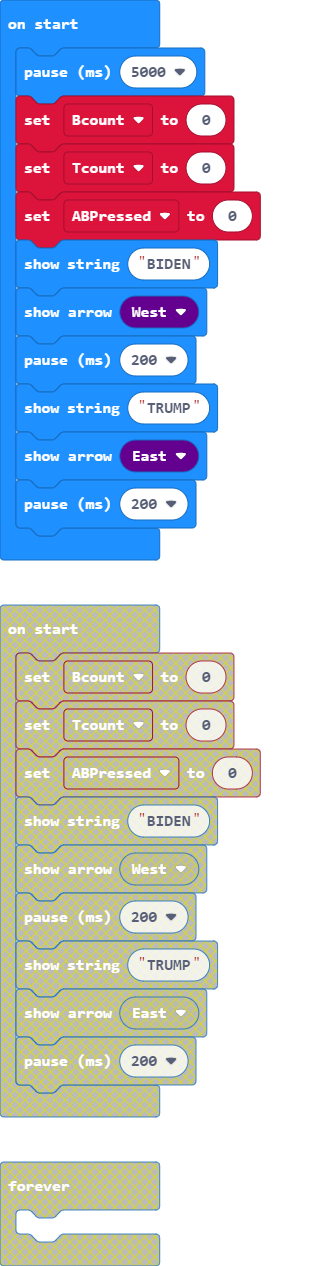 on start
pause (ms) 5000
set Bcount to 0
set Tcount to 0
set ABPressed to 0
show string "BIDEN"
show arrow West
pause (ms) 200
show string "TRUMP"
show arrow East
pause (ms) 200
on start
set Bcount to 0
set Tcount to 0
set ABPressed to 0
show string "BIDEN"
show arrow West
pause (ms) 200
show string "TRUMP"
show arrow East
pause (ms) 200
forever